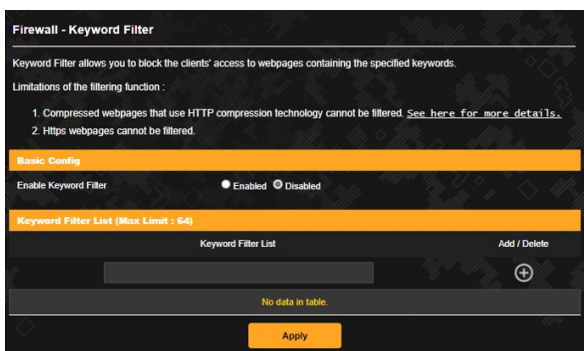 Firewall - Keyword Filter
Keyword Filter allows you to block the clients' access to webpages containing the specified keywords.
Limitations of the filtering function :
1. Compressed webpages that use HTTP compression technology cannot be filtered. See here for more details.
2. Https webpages cannot be filtered.
Basic Config
Enable Keyword Filter Enabled Disabled
Keyword Filter List (Max Limit : 64)
Keyword Filter List Add / Delete
No data in table.
Apply